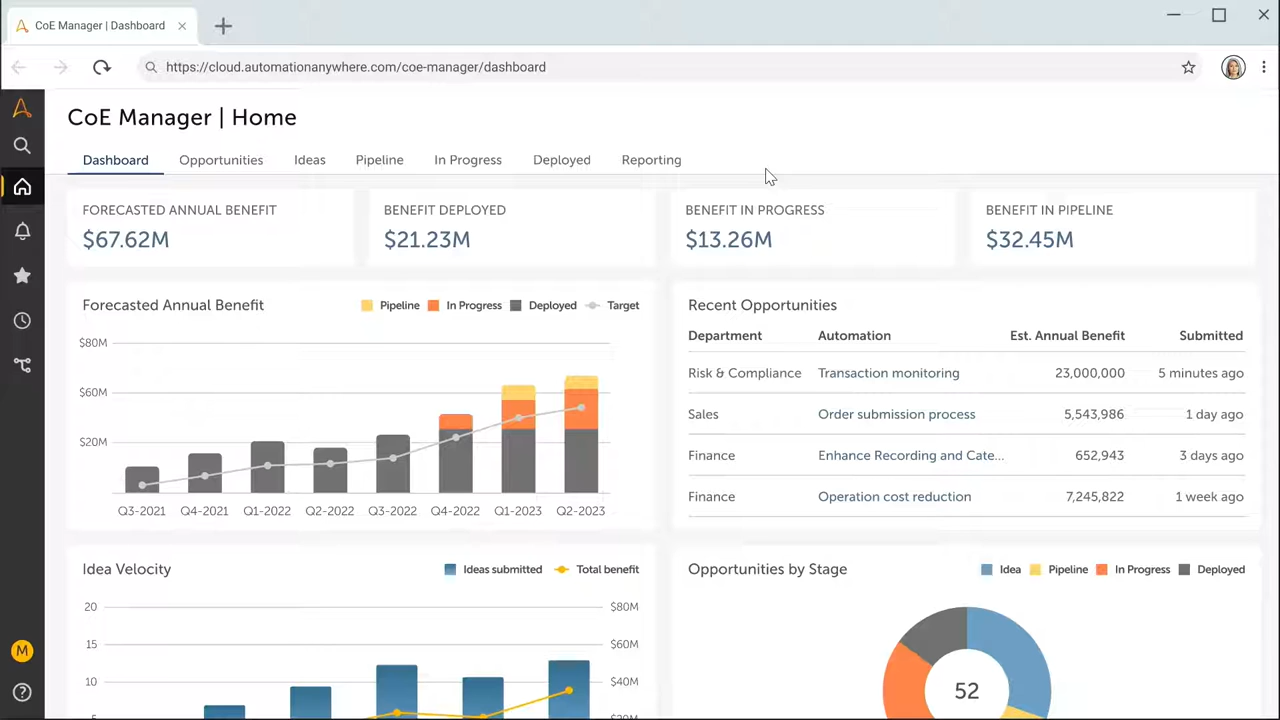 CoE Manager | Dashboard
https://cloud.automationanywhere.com/coe-manager/dashboard
CoE Manager | Home
Dashboard Opportunities Ideas Pipeline In Progress Deployed Reporting
FORECASTED ANNUAL BENEFIT
$67.62M
BENEFIT DEPLOYED
$21.23M
BENEFIT IN PROGRESS
$13.26M
BENEFIT IN PIPELINE
$32.45M
Forecasted Annual Benefit
Pipeline In Progress Deployed Target
$80M
$60M
$20M
Q3-2021 Q4-2021 Q1-2022 Q2-2022 Q3-2022 Q4-2022 Q1-2023 Q2-2023
Recent Opportunities
Department Automation Est. Annual Benefit Submitted
Risk & Compliance Transaction monitoring 23,000,000 5 minutes ago
Sales Order submission process 5,543,986 1 day ago
Finance Enhance Recording and Cate... 652,943 3 days ago
Finance Operation cost reduction 7,245,822 1 week ago
Idea Velocity
Ideas submitted Total benefit
20 $80M
15 $60M
10 $40M
Opportunities by Stage
Idea Pipeline In Progress Deployed
52
M